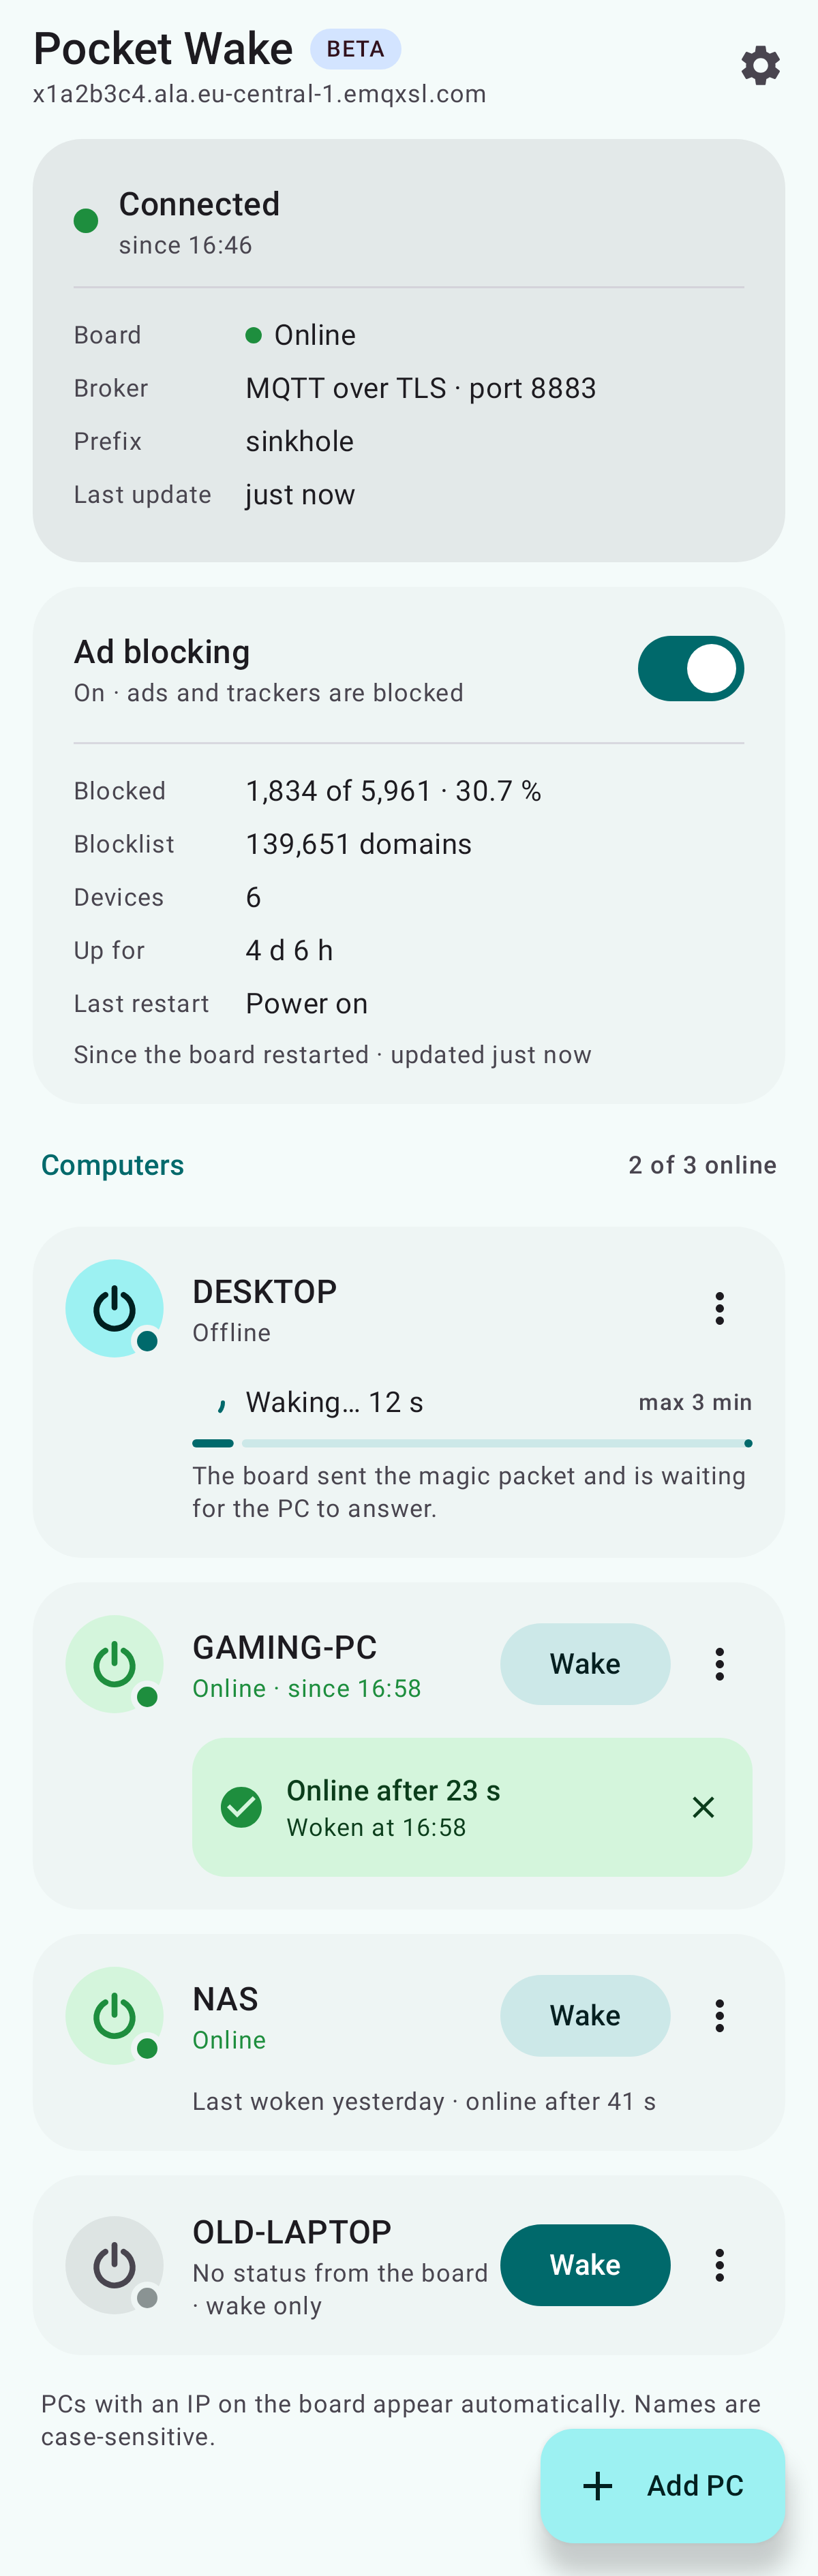 Pocket Wake BETA
x1a2b3c4.ala.eu-central-1.emqxsl.com
Connected
since 16:46
Board Online
Broker MQTT over TLS · port 8883
Prefix sinkhole
Last update just now
Ad blocking
On · ads and trackers are blocked
Blocked 1,834 of 5,961 · 30.7 %
Blocklist 139,651 domains
Devices 6
Up for 4 d 6 h
Last restart Power on
Since the board restarted · updated just now
Computers 2 of 3 online
DESKTOP
Offline
Waking… 12 s max 3 min
The board sent the magic packet and is waiting
for the PC to answer.
GAMING-PC
Online · since 16:58
Wake
Online after 23 s
Woken at 16:58
NAS
Online
Wake
Last woken yesterday · online after 41 s
OLD-LAPTOP
No status from the board
· wake only
Wake
PCs with an IP on the board appear automatically. Names are
case-sensitive.
Add PC